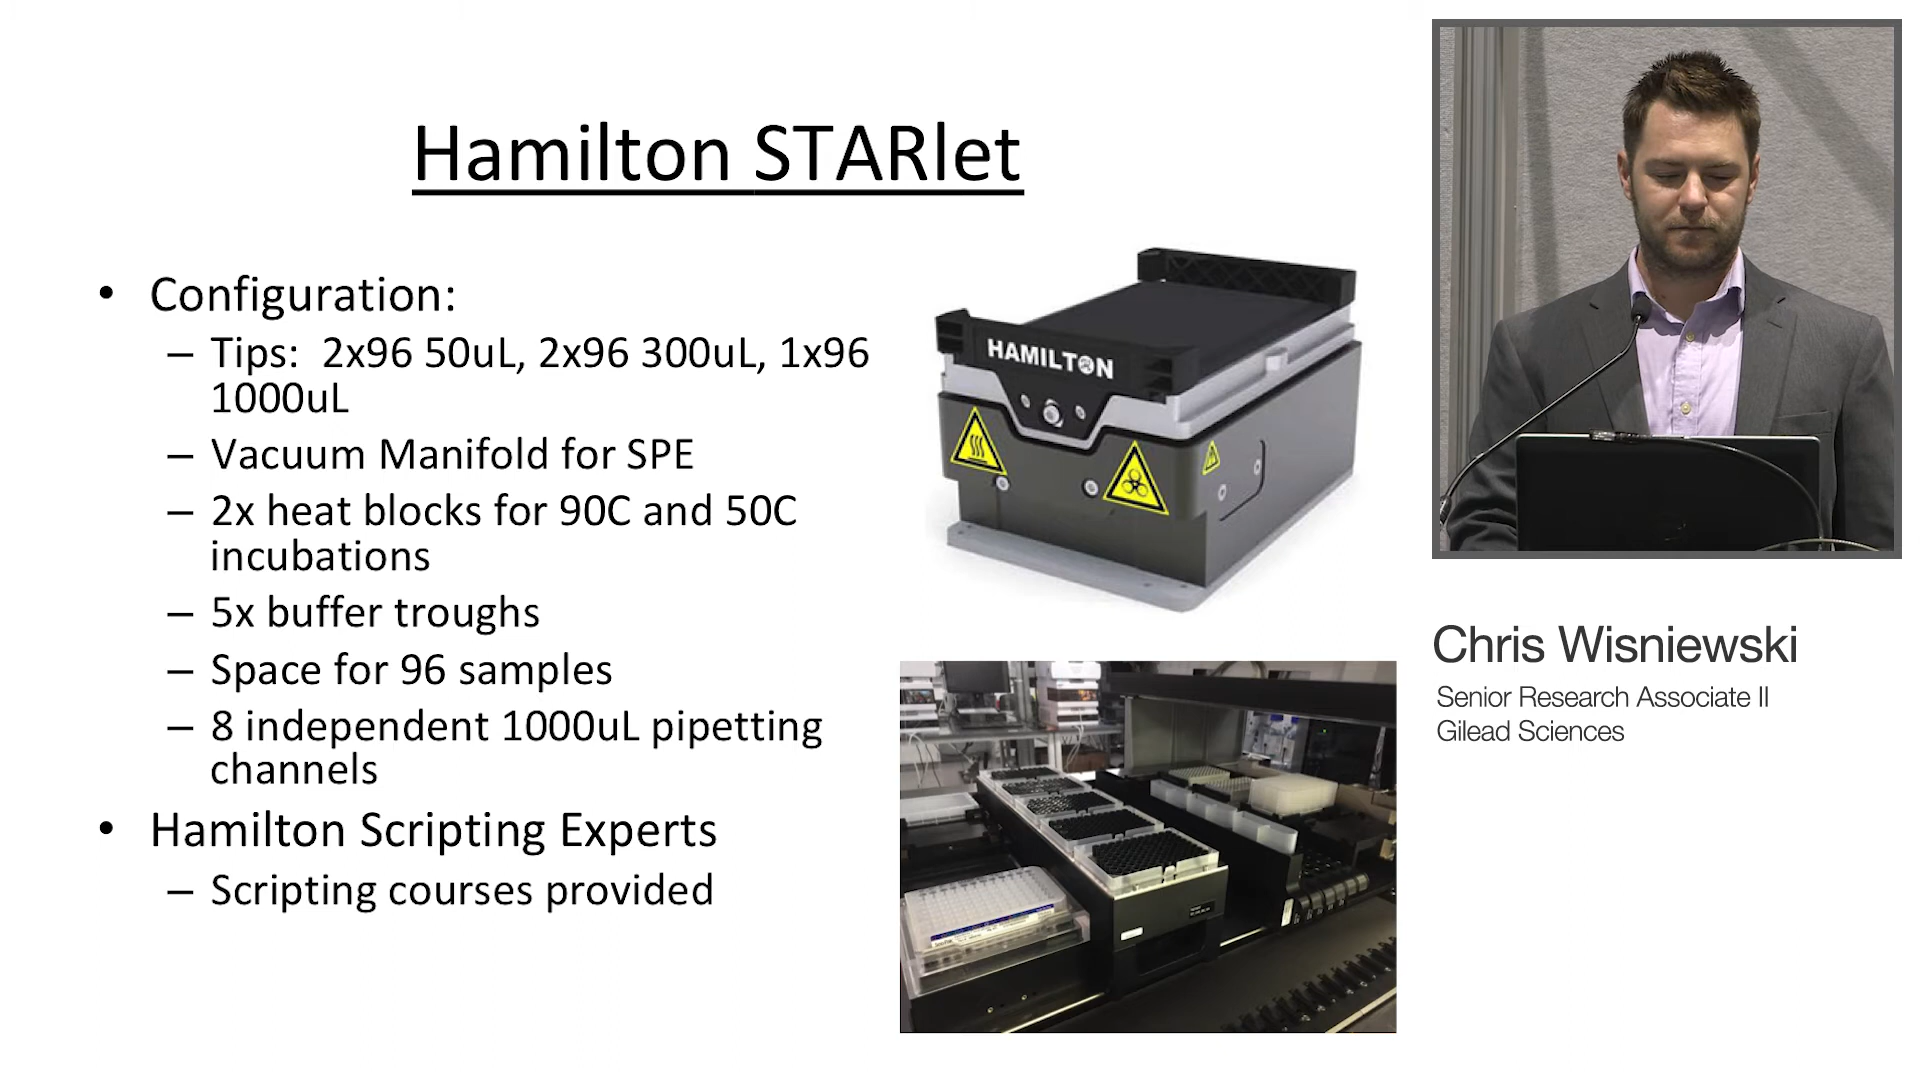 Hamilton STARlet
• Configuration:
– Tips:  2x96 50uL, 2x96 300uL, 1x96
1000uL
– Vacuum Manifold for SPE
– 2x heat blocks for 90C and 50C
incubations
– 5x buffer troughs
– Space for 96 samples
– 8 independent 1000uL pipetting
channels
• Hamilton Scripting Experts
– Scripting courses provided
HAMILTON
Chris Wisniewski
Senior Research Associate II
Gilead Sciences